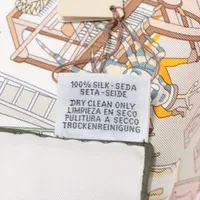 100% SILK-SEDA
SETA-SEIDE
DRY CLEAN ONLY
LIMPIEZA EN SECO
PULITURA A SECCO
TROCKENREINIGUNG